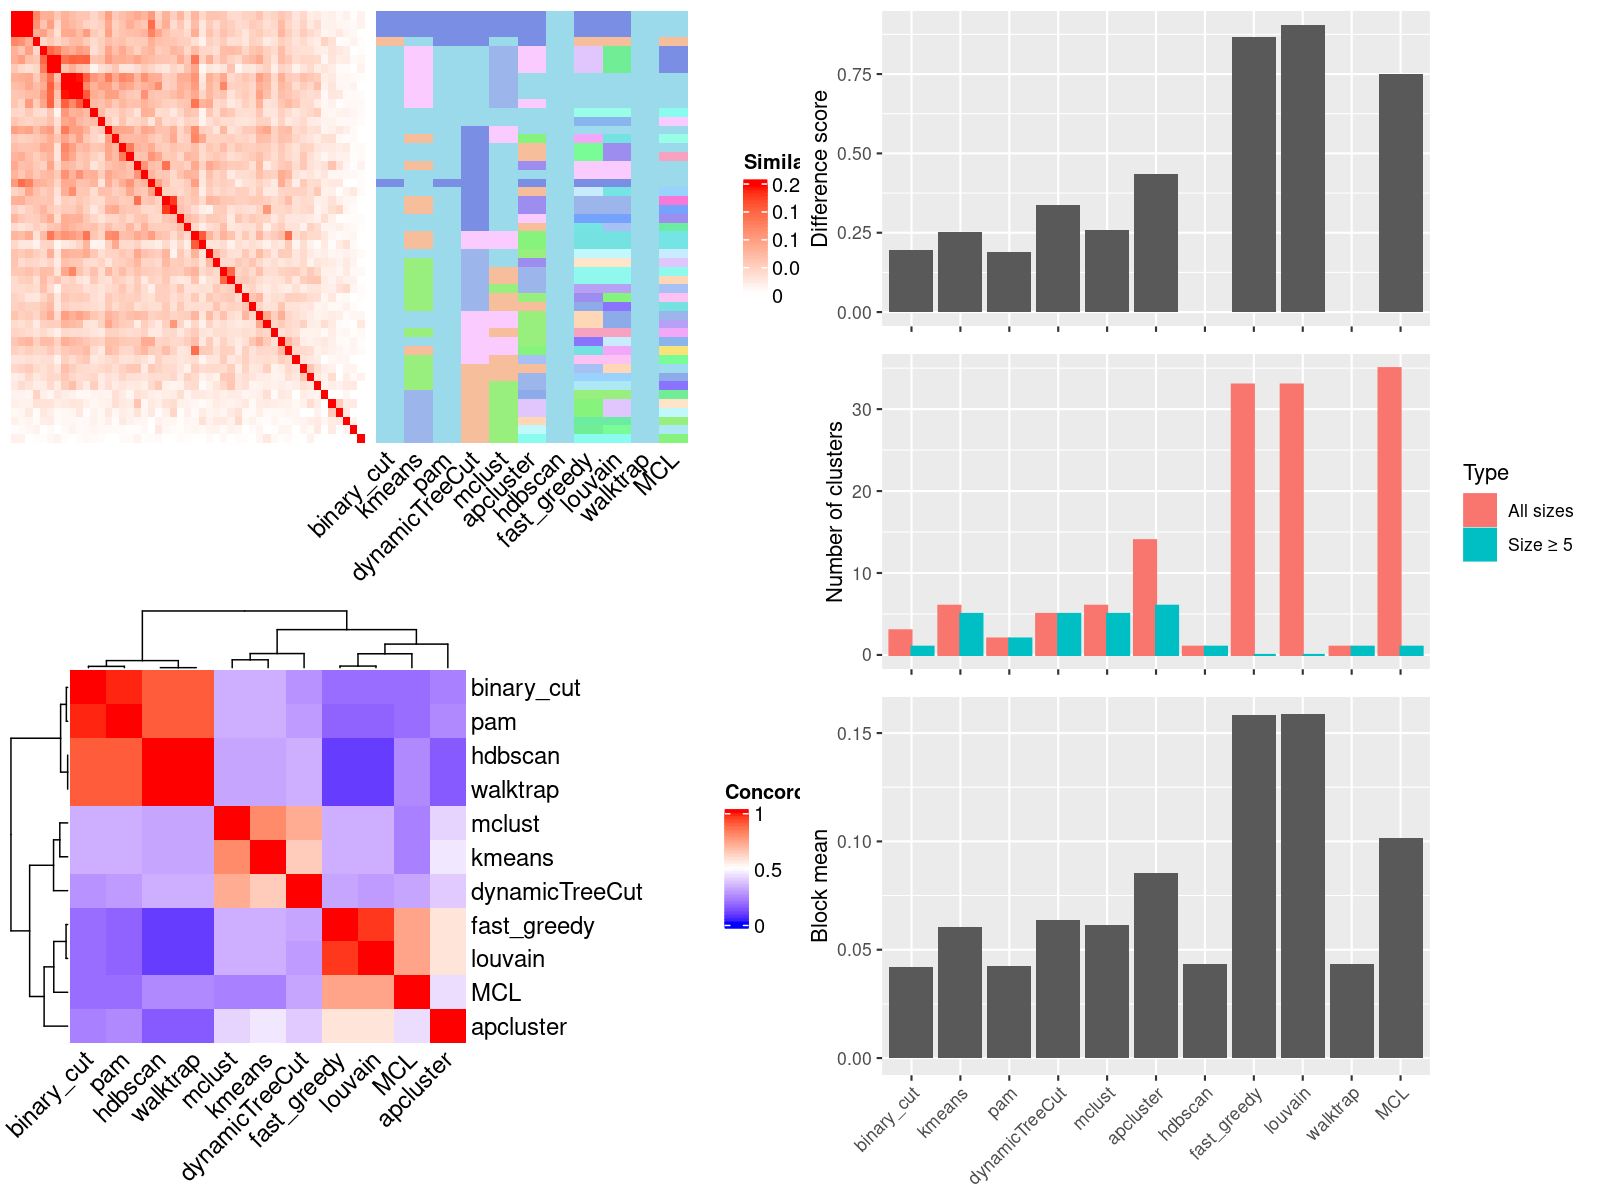 Simila
0.2
0.1
0.1
0.0
0
binary_cut
kmeans
pam
dynamicTreeCut
mclust
apcluster
hdbscan
fast_greedy
louvain
walktrap
MCL
binary_cut
pam
hdbscan
walktrap
mclust
kmeans
dynamicTreeCut
fast_greedy
louvain
MCL
apcluster
binary_cut
pam
hdbscan
walktrap
mclust
kmeans
dynamicTreeCut
fast_greedy
louvain
MCL
apcluster
Concord
1
0.5
0
Difference score
0.75
0.50
0.25
0.00
Number of clusters
30
20
10
0
Type
All sizes
Size ≥ 5
Block mean
0.15
0.10
0.05
0.00
binary_cut
kmeans
pam
dynamicTreeCut
mclust
apcluster
hdbscan
fast_greedy
louvain
walktrap
MCL